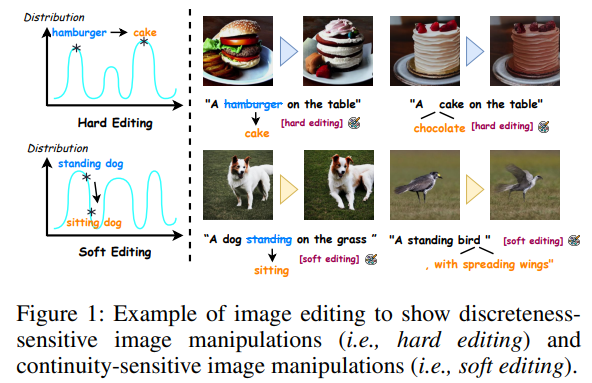 Distribution
hamburger cake
Hard Editing
Distribution
standing dog
sitting dog
Soft Editing
"A hamburger on the table"
cake
[hard editing]
"A cake on the table"
chocolate
[hard editing]
“A dog standing on the grass ”
[soft editing]
sitting
"A standing bird "
[soft editing]
, with spreading wings"
Figure 1: Example of image editing to show discreteness-
sensitive image manipulations (i.e., hard editing) and
continuity-sensitive image manipulations (i.e., soft editing).